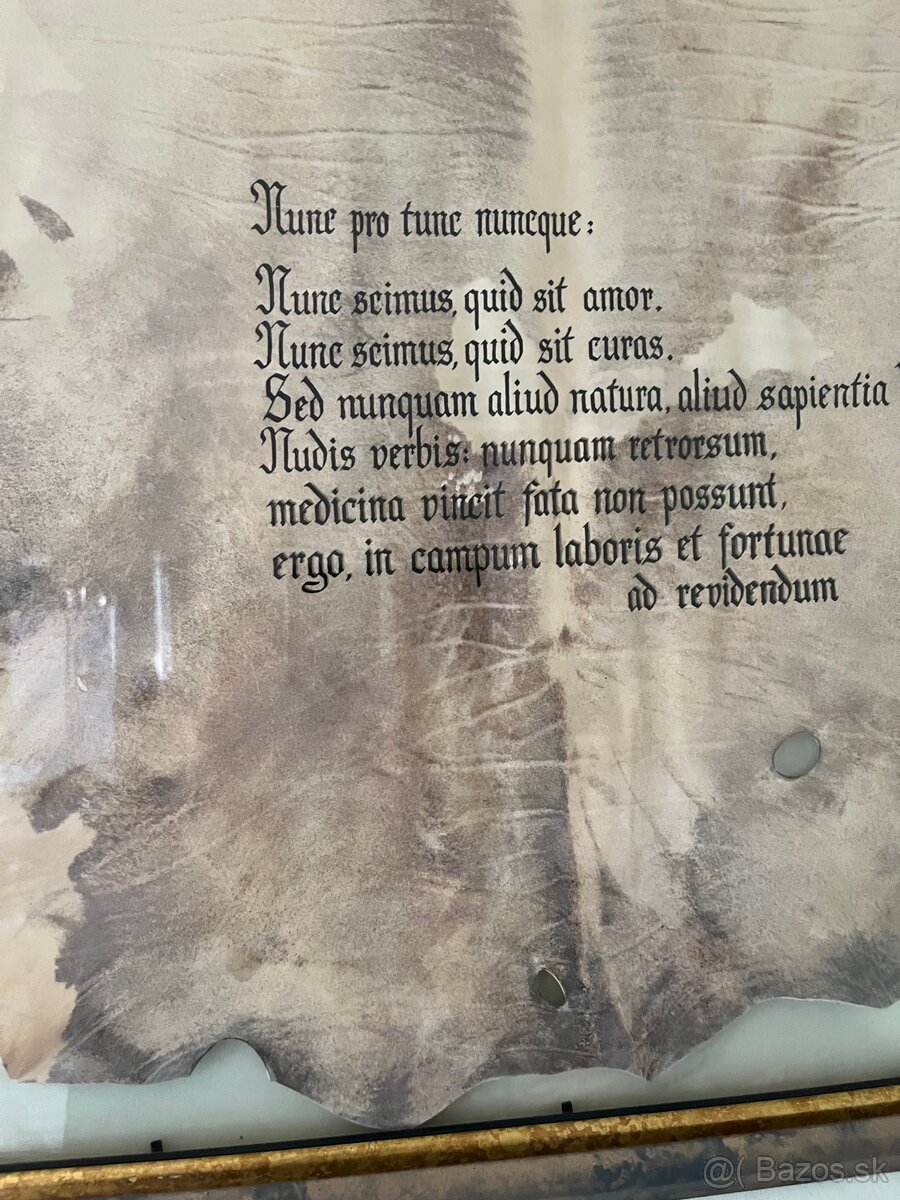 Nunc pro tunc nuncque:
Nunc scimus, quid sit amor.
Nunc scimus, quid sit curas.
Sed nunquam aliud natura, aliud sapientia
Nudis verbis: nunquam retrorsum,
medicina vincit fata non possunt,
ergo, in campum laboris et fortunae
ad revidendum
@( Bazos.sk